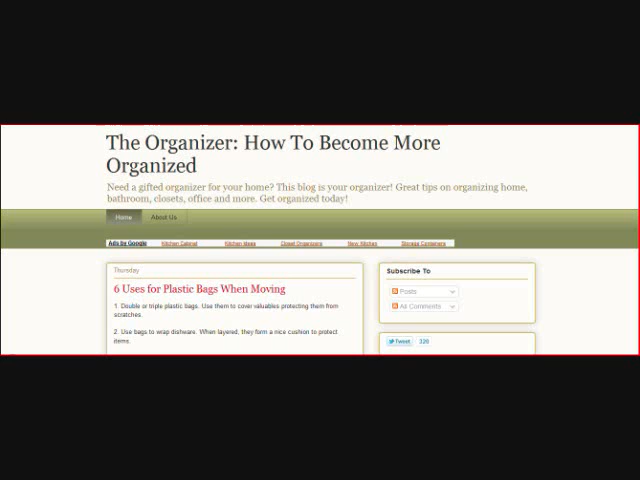 The Organizer: How To Become More
Organized
Need a gifted organizer for your home? This blog is your organizer! Great tips on organizing home,
bathroom, closets, office and more. Get organized today!
Home About Us
Ads by Google Kitchen Cabinet Kitchen Ideas Closet Organizers New Kitchen Storage Containers
Thursday
6 Uses for Plastic Bags When Moving
1. Double or triple plastic bags. Use them to cover valuables protecting them from
scratches.
2. Use bags to wrap dishware. When layered, they form a nice cushion to protect
items.
Subscribe To
Posts
All Comments
Tweet 326